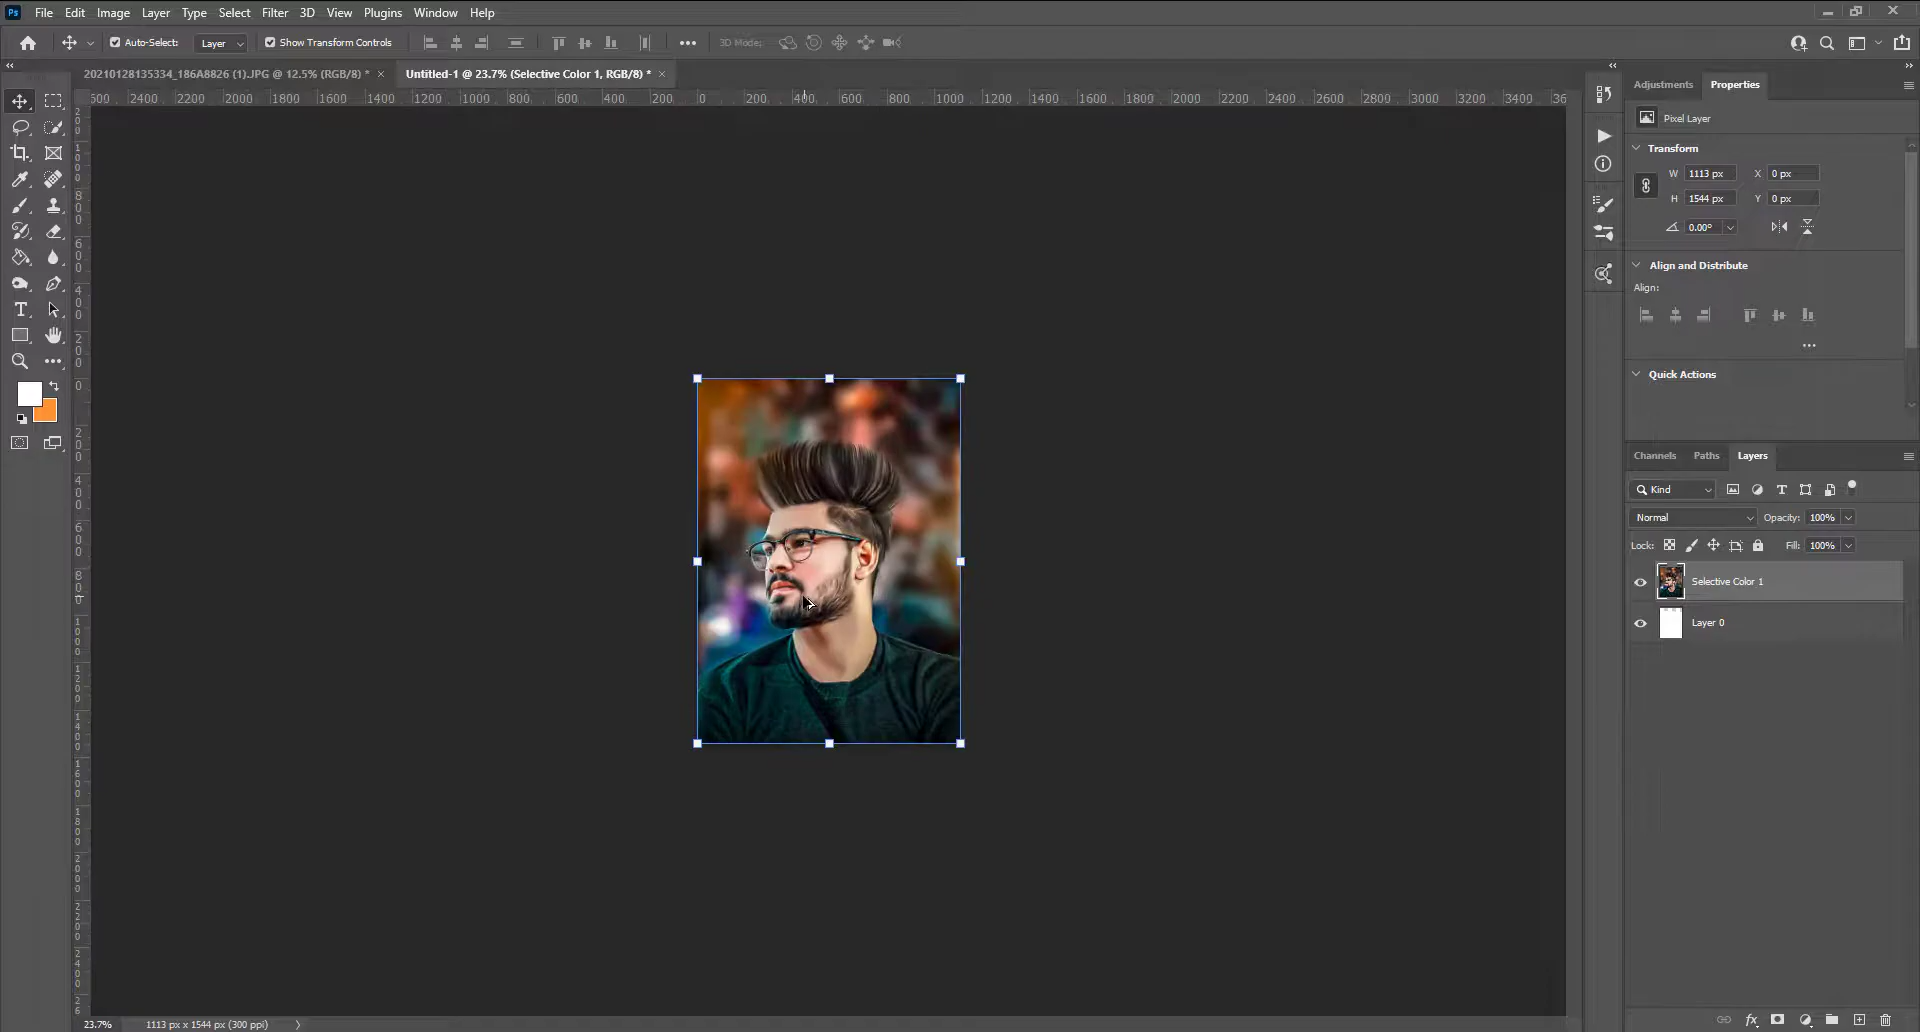 Ps File Edit Image Layer Type Select Filter 3D View Plugins Window Help
Auto-Select: Layer Show Transform Controls 3D Mode:
20210128135334_186A8826 (1).JPG @ 12.5% (RGB/8) * × Untitled-1 @ 23.7% (Selective Color 1, RGB/8) * ×
2400 2200 2000 1800 1600 1400 1200 1000 800 600 400 200 0 200 400 600 800 1000 1200 1400 1600 1800 2000 2200 2400 2600 2800 3000 3200 3400
Adjustments Properties
Pixel Layer
Transform
W 1113 px X 0 px
H 1544 px Y 0 px
0.00°
Align and Distribute
Align:
Quick Actions
Channels Paths Layers
Kind
Normal Opacity: 100%
Lock: Fill: 100%
Selective Color 1
Layer 0
23.7% 1113 px x 1544 px (300 ppi)